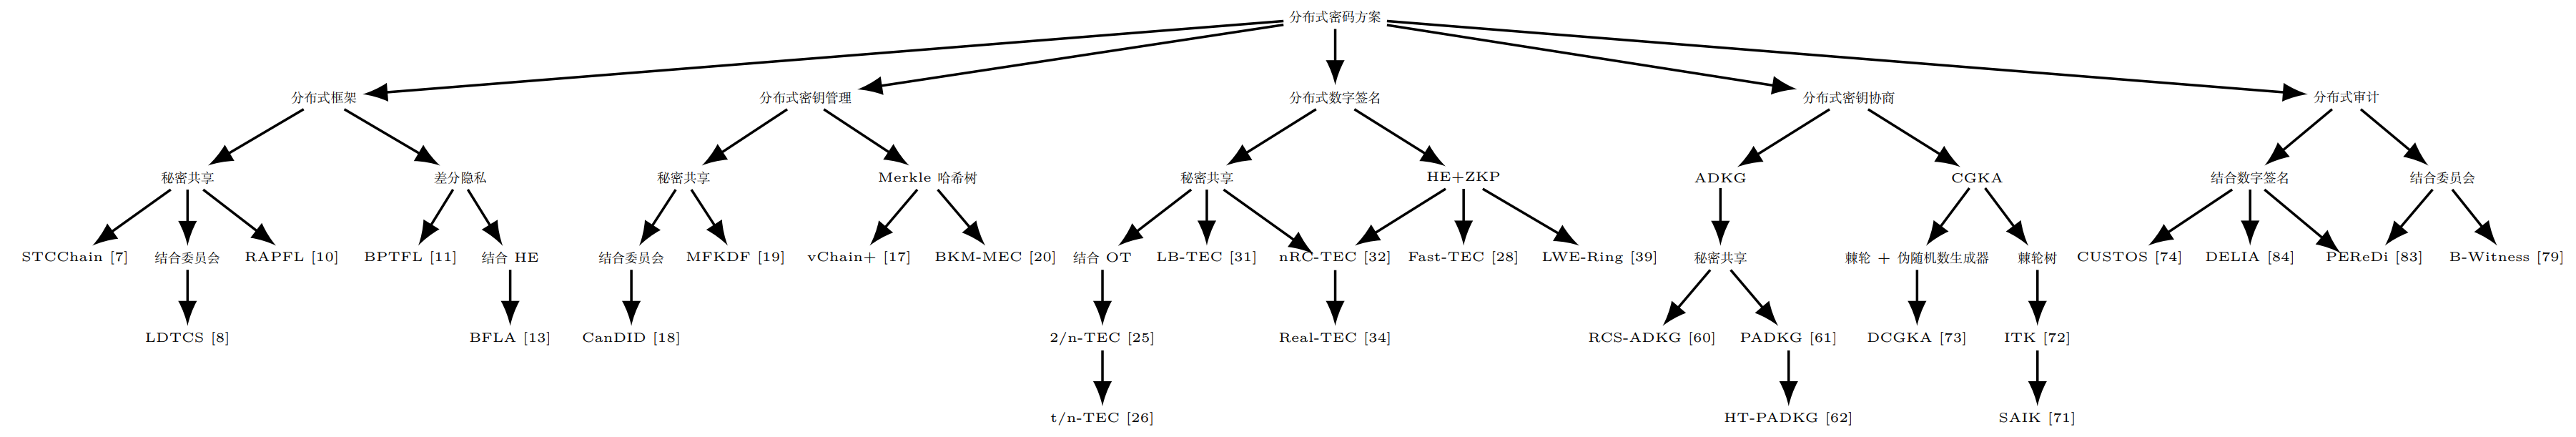 分布式密码方案
分布式框架
分布式密钥管理
分布式数字签名
分布式密钥协商
分布式审计
秘密共享
差分隐私
秘密共享
Merkle 哈希树
秘密共享
HE+ZKP
ADKG
CGKA
结合数字签名
结合委员会
STCChain [7]
结合委员会
RAPFL [10]
BPTFL [11]
结合 HE
结合委员会
MFKDF [19]
vChain+ [17]
BKM-MEC [20]
结合 OT
LB-TEC [31]
nRC-TEC [32]
Fast-TEC [28]
LWE-Ring [39]
秘密共享
棘轮 + 伪随机数生成器
棘轮树
CUSTOS [74]
DELIA [84]
PEReDi [83]
B-Witness [79]
LDTCS [8]
BFLA [13]
CanDID [18]
2/n-TEC [25]
Real-TEC [34]
RCS-ADKG [60]
PADKG [61]
DCGKA [73]
ITK [72]
t/n-TEC [26]
HT-PADKG [62]
SAIK [71]